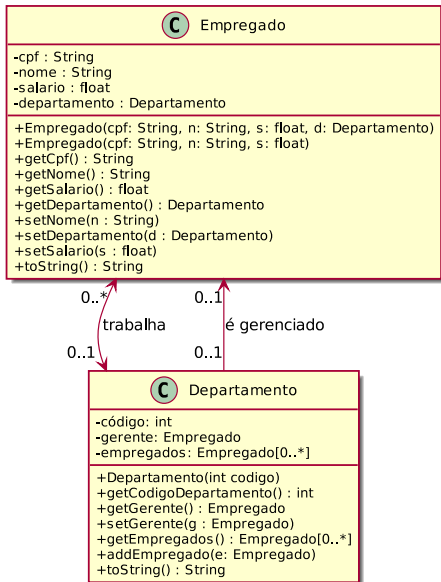 C Empregado
-cpf : String
-nome : String
-salario : float
-departamento : Departamento
+Empregado(cpf: String, n: String, s: float, d: Departamento)
+Empregado(cpf: String, n: String, s: float)
+getCpf() : String
+getNome() : String
+getSalario() : float
+getDepartamento() : Departamento
+setNome(n : String)
+setDepartamento(d : Departamento)
+setSalario(s : float)
+toString() : String
0..* 0..1
trabalha é gerenciado
0..1 0..1
C Departamento
-código: int
-gerente: Empregado
-empregados: Empregado[0..*]
+Departamento(int codigo)
+getCodigoDepartamento() : int
+getGerente() : Empregado
+setGerente(g : Empregado)
+getEmpregados() : Empregado[0..*]
+addEmpregado(e: Empregado)
+toString() : String